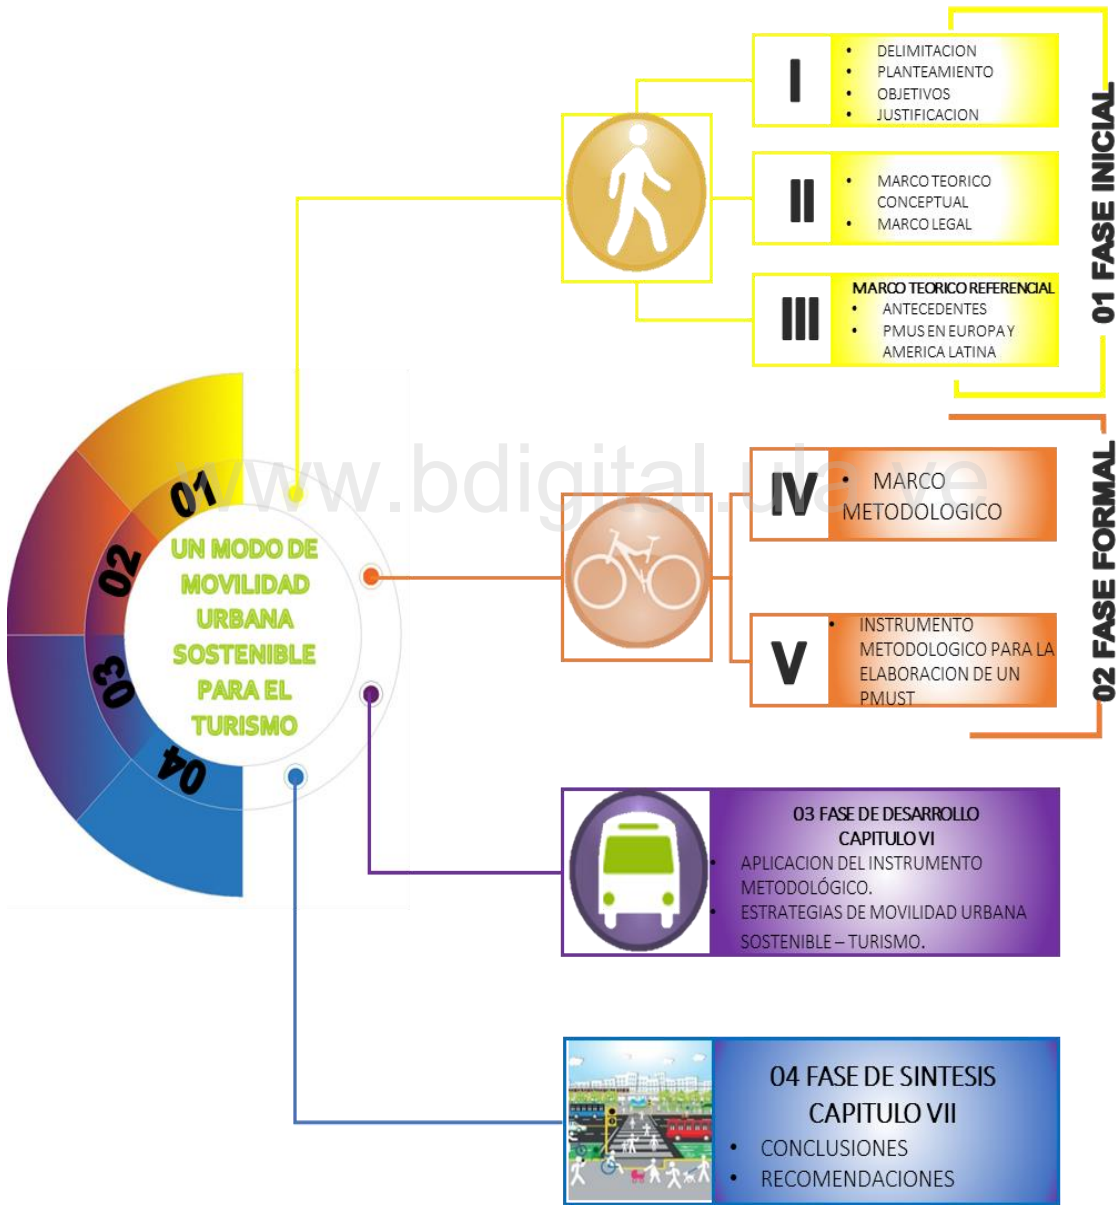 I
• DELIMITACION
• PLANTEAMIENTO
• OBJETIVOS
• JUSTIFICACION
II
• MARCO TEORICO
CONCEPTUAL
• MARCO LEGAL
III
MARCO TEORICO REFERENCIAL
• ANTECEDENTES
• PMUS EN EUROPA Y
AMERICA LATINA
01 FASE INICIAL
www.bdigital.ula.ve
01
02
03
04
UN MODO DE
MOVILIDAD
URBANA
SOSTENIBLE
PARA EL
TURISMO
IV
• MARCO
METODOLOGICO
V
• INSTRUMENTO
METODOLOGICO PARA LA
ELABORACION DE UN
PMUST
02 FASE FORMAL
03 FASE DE DESARROLLO
CAPITULO VI
• APLICACION DEL INSTRUMENTO
METODOLÓGICO.
• ESTRATEGIAS DE MOVILIDAD URBANA
SOSTENIBLE – TURISMO.
04 FASE DE SINTESIS
CAPITULO VII
• CONCLUSIONES
• RECOMENDACIONES